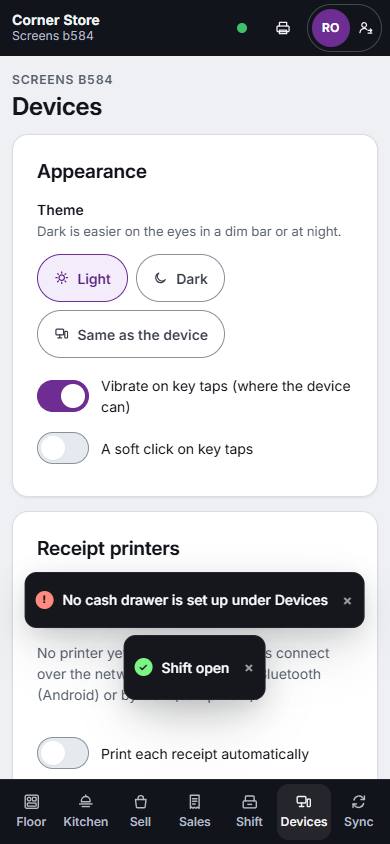 Corner Store
Screens b584
RO
SCREENS B584
Devices
Appearance
Theme
Dark is easier on the eyes in a dim bar or at night.
Light
Dark
Same as the device
Vibrate on key taps (where the device
can)
A soft click on key taps
Receipt printers
No cash drawer is set up under Devices ×
No printer ye s connect
Shift open ×
over the netw luetooth
(Android) or b
Print each receipt automatically
Floor
Kitchen
Sell
Sales
Shift
Devices
Sync